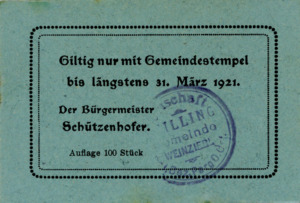 Giltig nur mit Gemeindestempel
bis längstens 31. März 1921.
Der Bürgermeister
Schützenhofer.
Auflage 100 Stück